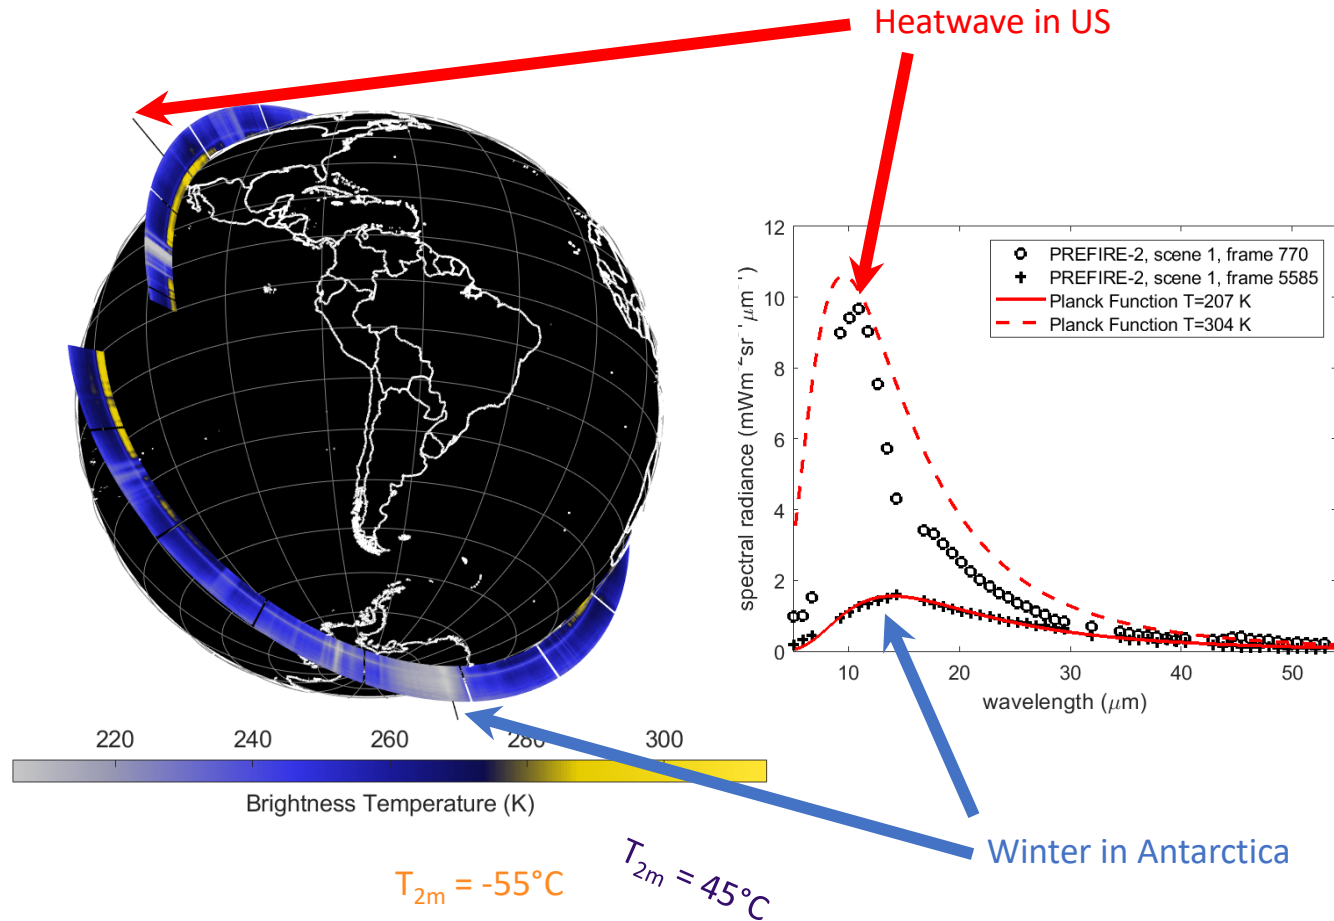 Heatwave in US
12
10
8
6
4
2
0
spectral radiance (mWm⁻²sr⁻¹μm⁻¹)
PREFIRE-2, scene 1, frame 770
PREFIRE-2, scene 1, frame 5585
Planck Function T=207 K
Planck Function T=304 K
10 20 30 40 50
wavelength (μm)
220 240 260 280 300
Brightness Temperature (K)
Winter in Antarctica
T2m = -55°C
T2m = 45°C